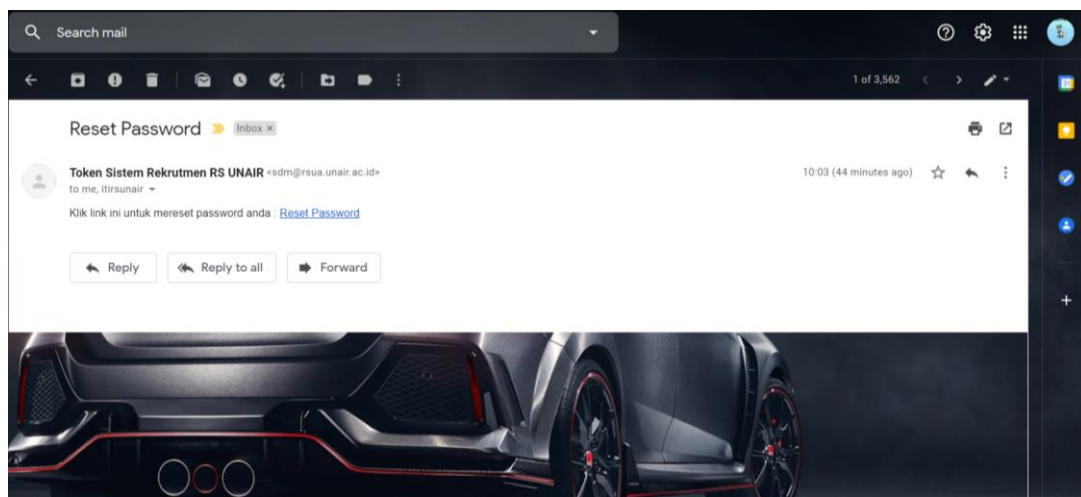 Search mail
1 of 3,562
Reset Password Inbox ×
Token Sistem Rekrutmen RS UNAIR <sdm@rsua.unair.ac.id> 10:03 (44 minutes ago)
to me, itirsunair
Klik link ini untuk mereset password anda : Reset Password
Reply Reply to all Forward